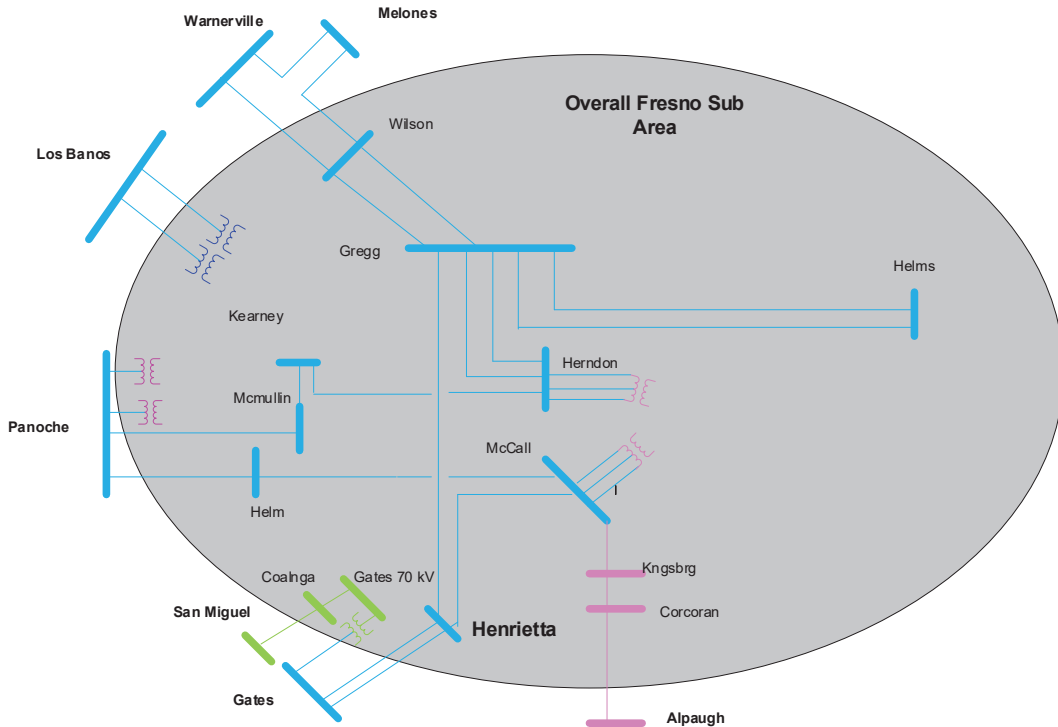 Warnerville
Melones
Overall Fresno Sub
Area
Wilson
Los Banos
Gregg
Helms
Kearney
Herndon
Mcmullin
Panoche
McCall
l
Helm
Coalnga
Gates 70 kV
Kngsbrg
San Miguel
Corcoran
Henrietta
Gates
Alpaugh